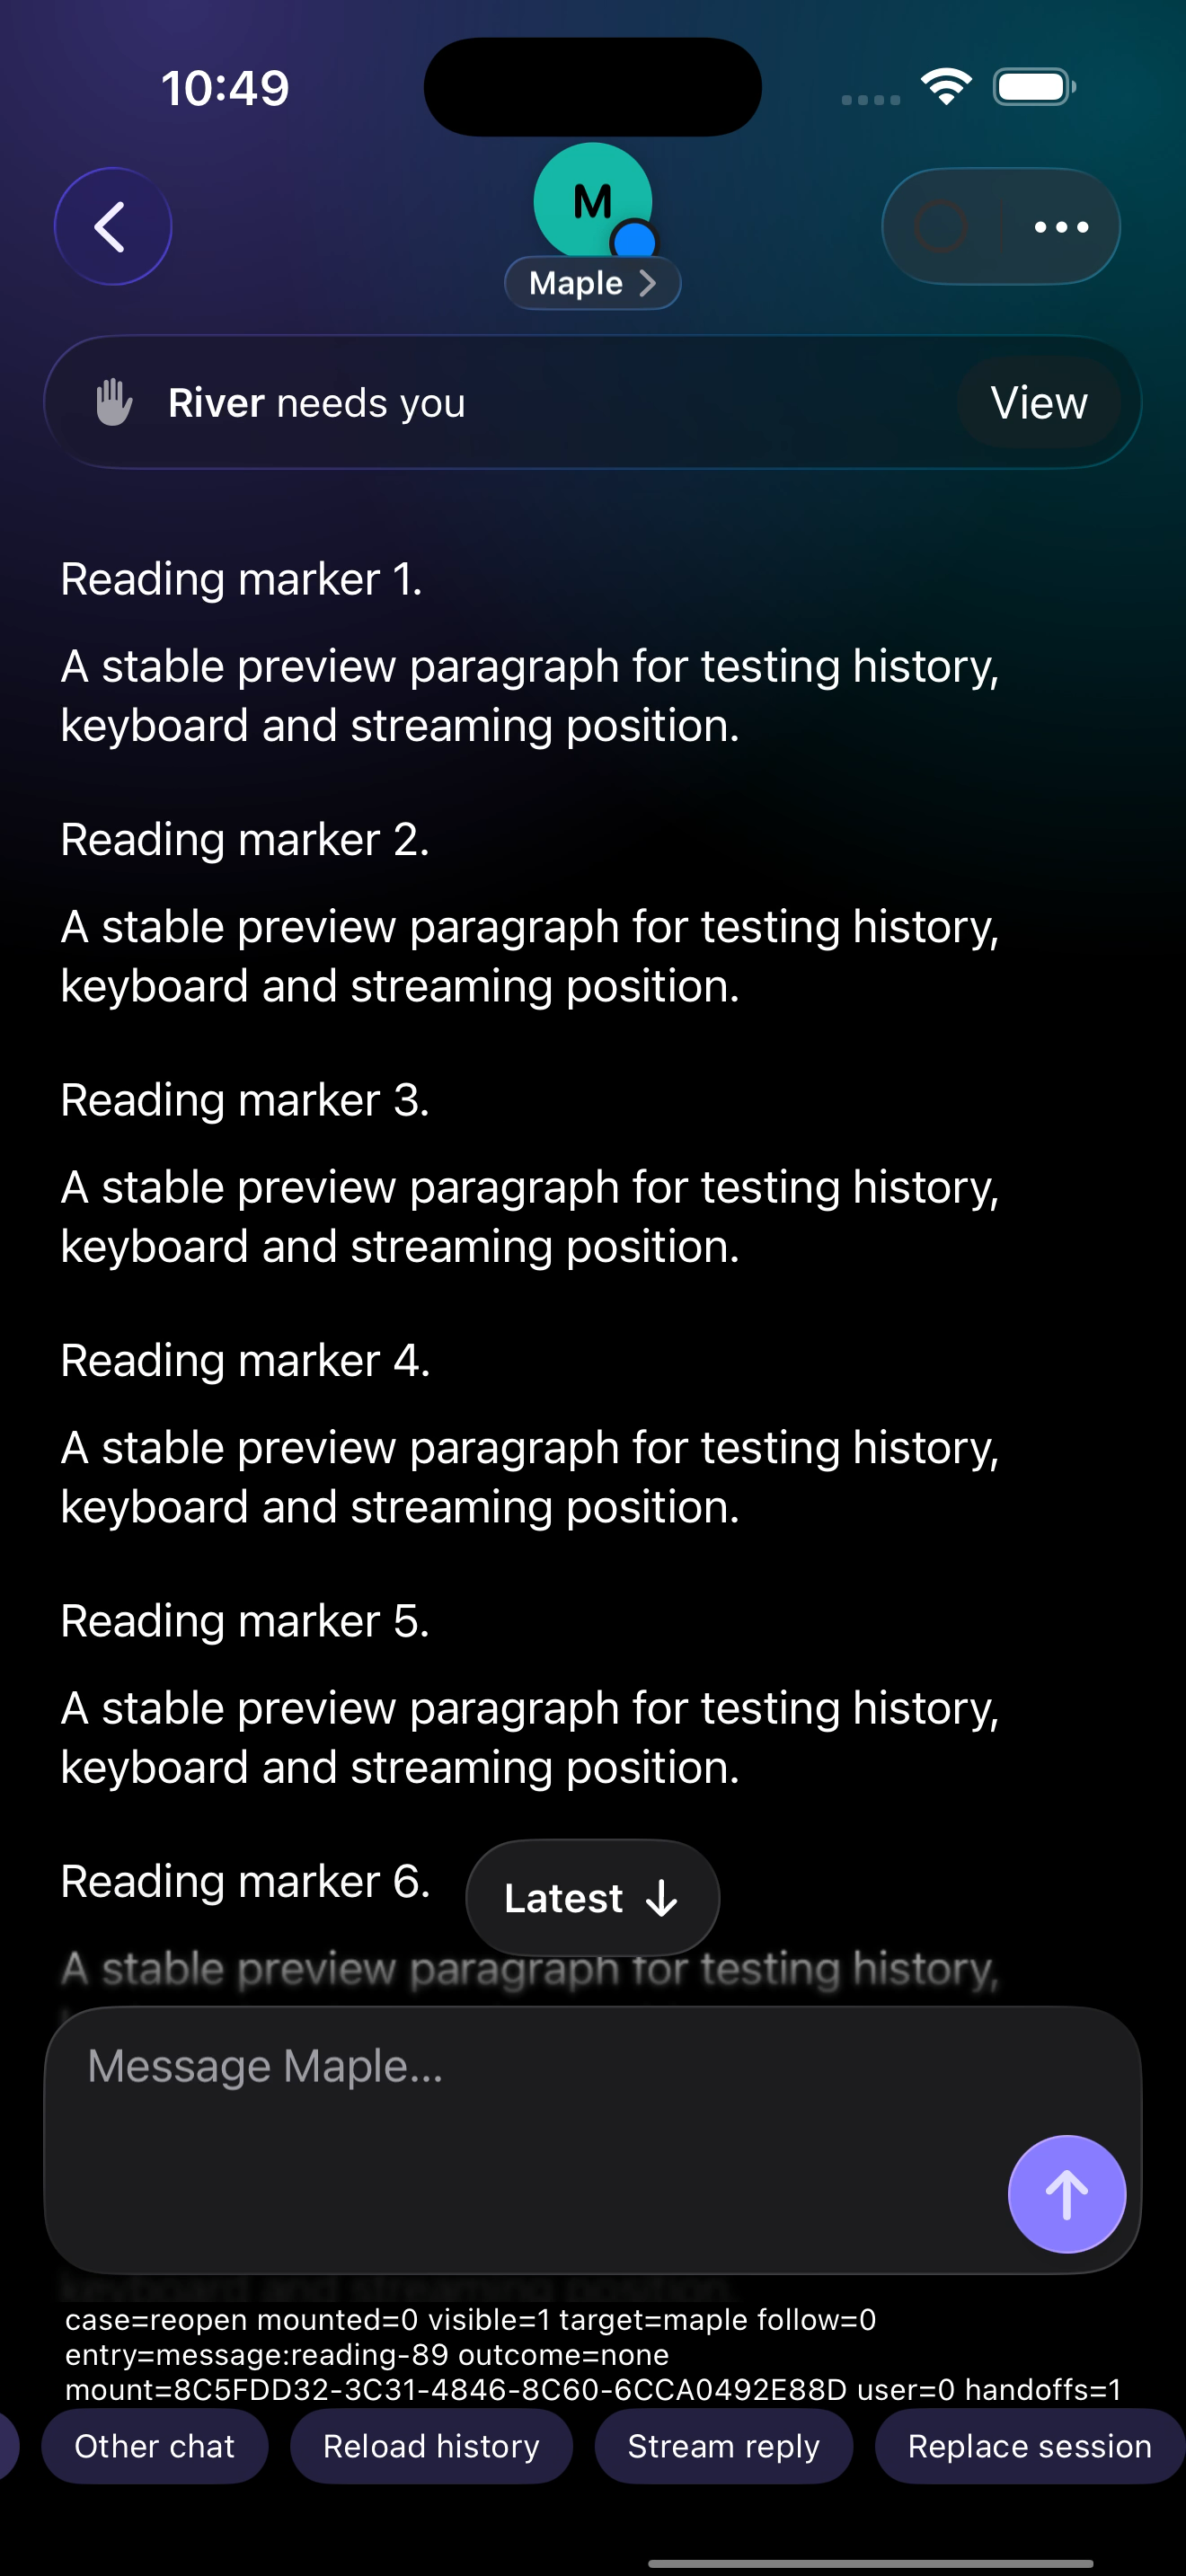 10:49
M
Maple
River needs you
View
Reading marker 1.
A stable preview paragraph for testing history,
keyboard and streaming position.
Reading marker 2.
A stable preview paragraph for testing history,
keyboard and streaming position.
Reading marker 3.
A stable preview paragraph for testing history,
keyboard and streaming position.
Reading marker 4.
A stable preview paragraph for testing history,
keyboard and streaming position.
Reading marker 5.
A stable preview paragraph for testing history,
keyboard and streaming position.
Reading marker 6.
Latest
A stable preview paragraph for testing history,
Message Maple...
keyboard and streaming position.
case=reopen mounted=0 visible=1 target=maple follow=0
entry=message:reading-89 outcome=none
mount=8C5FDD32-3C31-4846-8C60-6CCA0492E88D user=0 handoffs=1
Other chat
Reload history
Stream reply
Replace session